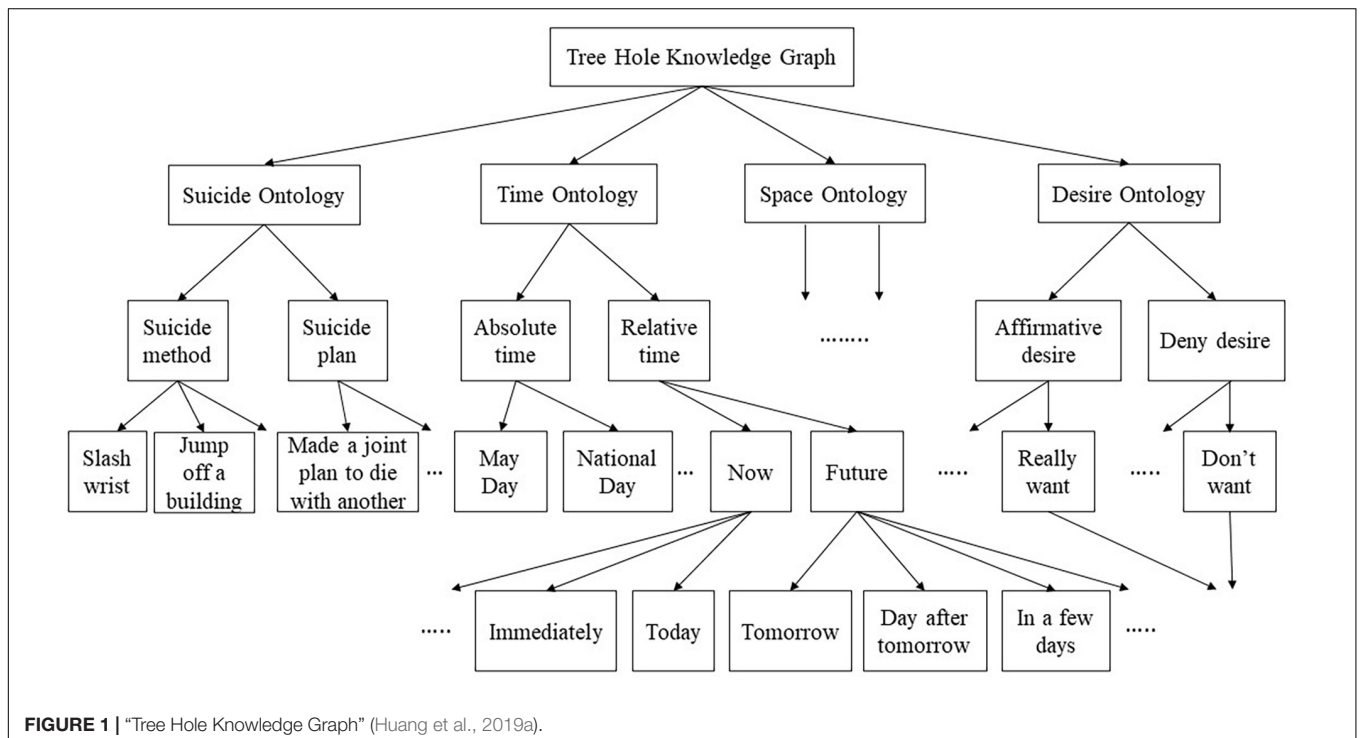 Tree Hole Knowledge Graph
Suicide Ontology
Time Ontology
Space Ontology
Desire Ontology
Suicide
method
Suicide
plan
Absolute
time
Relative
time
........
Affirmative
desire
Deny desire
Slash
wrist
Jump
off a
building
Made a joint
plan to die
with another
...
May
Day
National
Day
...
Now
Future
.....
Really
want
.....
Don't
want
.....
Immediately
Today
Tomorrow
Day after
tomorrow
In a few
days
.....
FIGURE 1 | "Tree Hole Knowledge Graph" (Huang et al., 2019a).